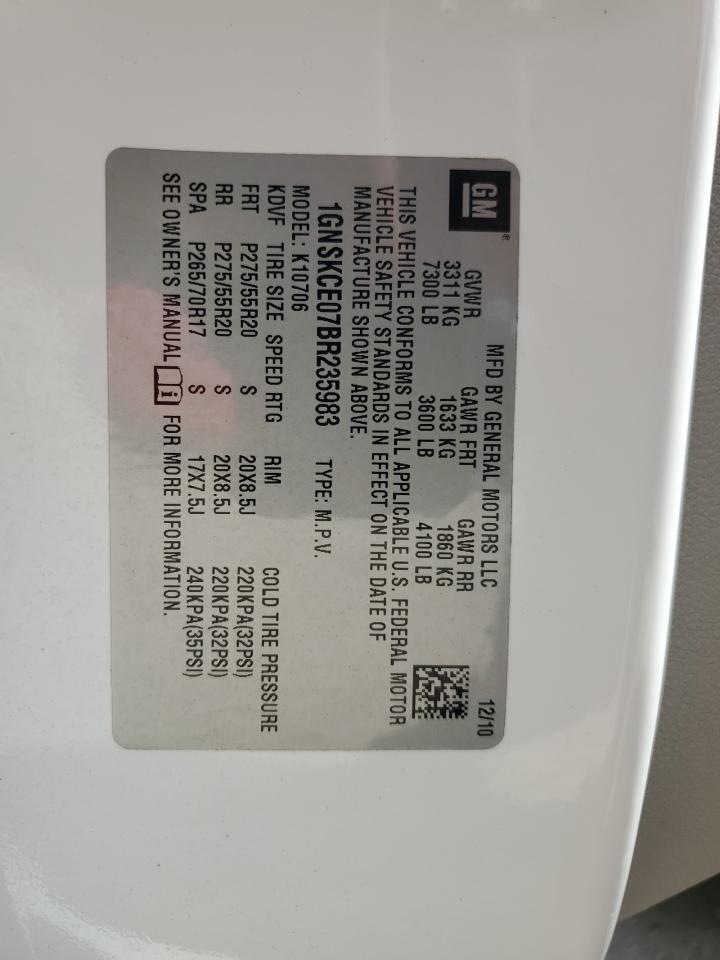 GM®
MFD BY GENERAL MOTORS LLC 12/10
GVWR GAWR FRT GAWR RR
3311 KG 1633 KG 1860 KG
7300 LB 3600 LB 4100 LB
THIS VEHICLE CONFORMS TO ALL APPLICABLE U.S. FEDERAL MOTOR
VEHICLE SAFETY STANDARDS IN EFFECT ON THE DATE OF
MANUFACTURE SHOWN ABOVE.
1GNSKCE07BR235983 TYPE: M.P.V.
MODEL: K10706
KDVF TIRE SIZE SPEED RTG RIM COLD TIRE PRESSURE
FRT P275/55R20 S 20X8.5J 220KPA(32PSI)
RR P275/55R20 S 20X8.5J 220KPA(32PSI)
SPA P265/70R17 S 17X7.5J 240KPA(35PSI)
SEE OWNER'S MANUAL i FOR MORE INFORMATION.